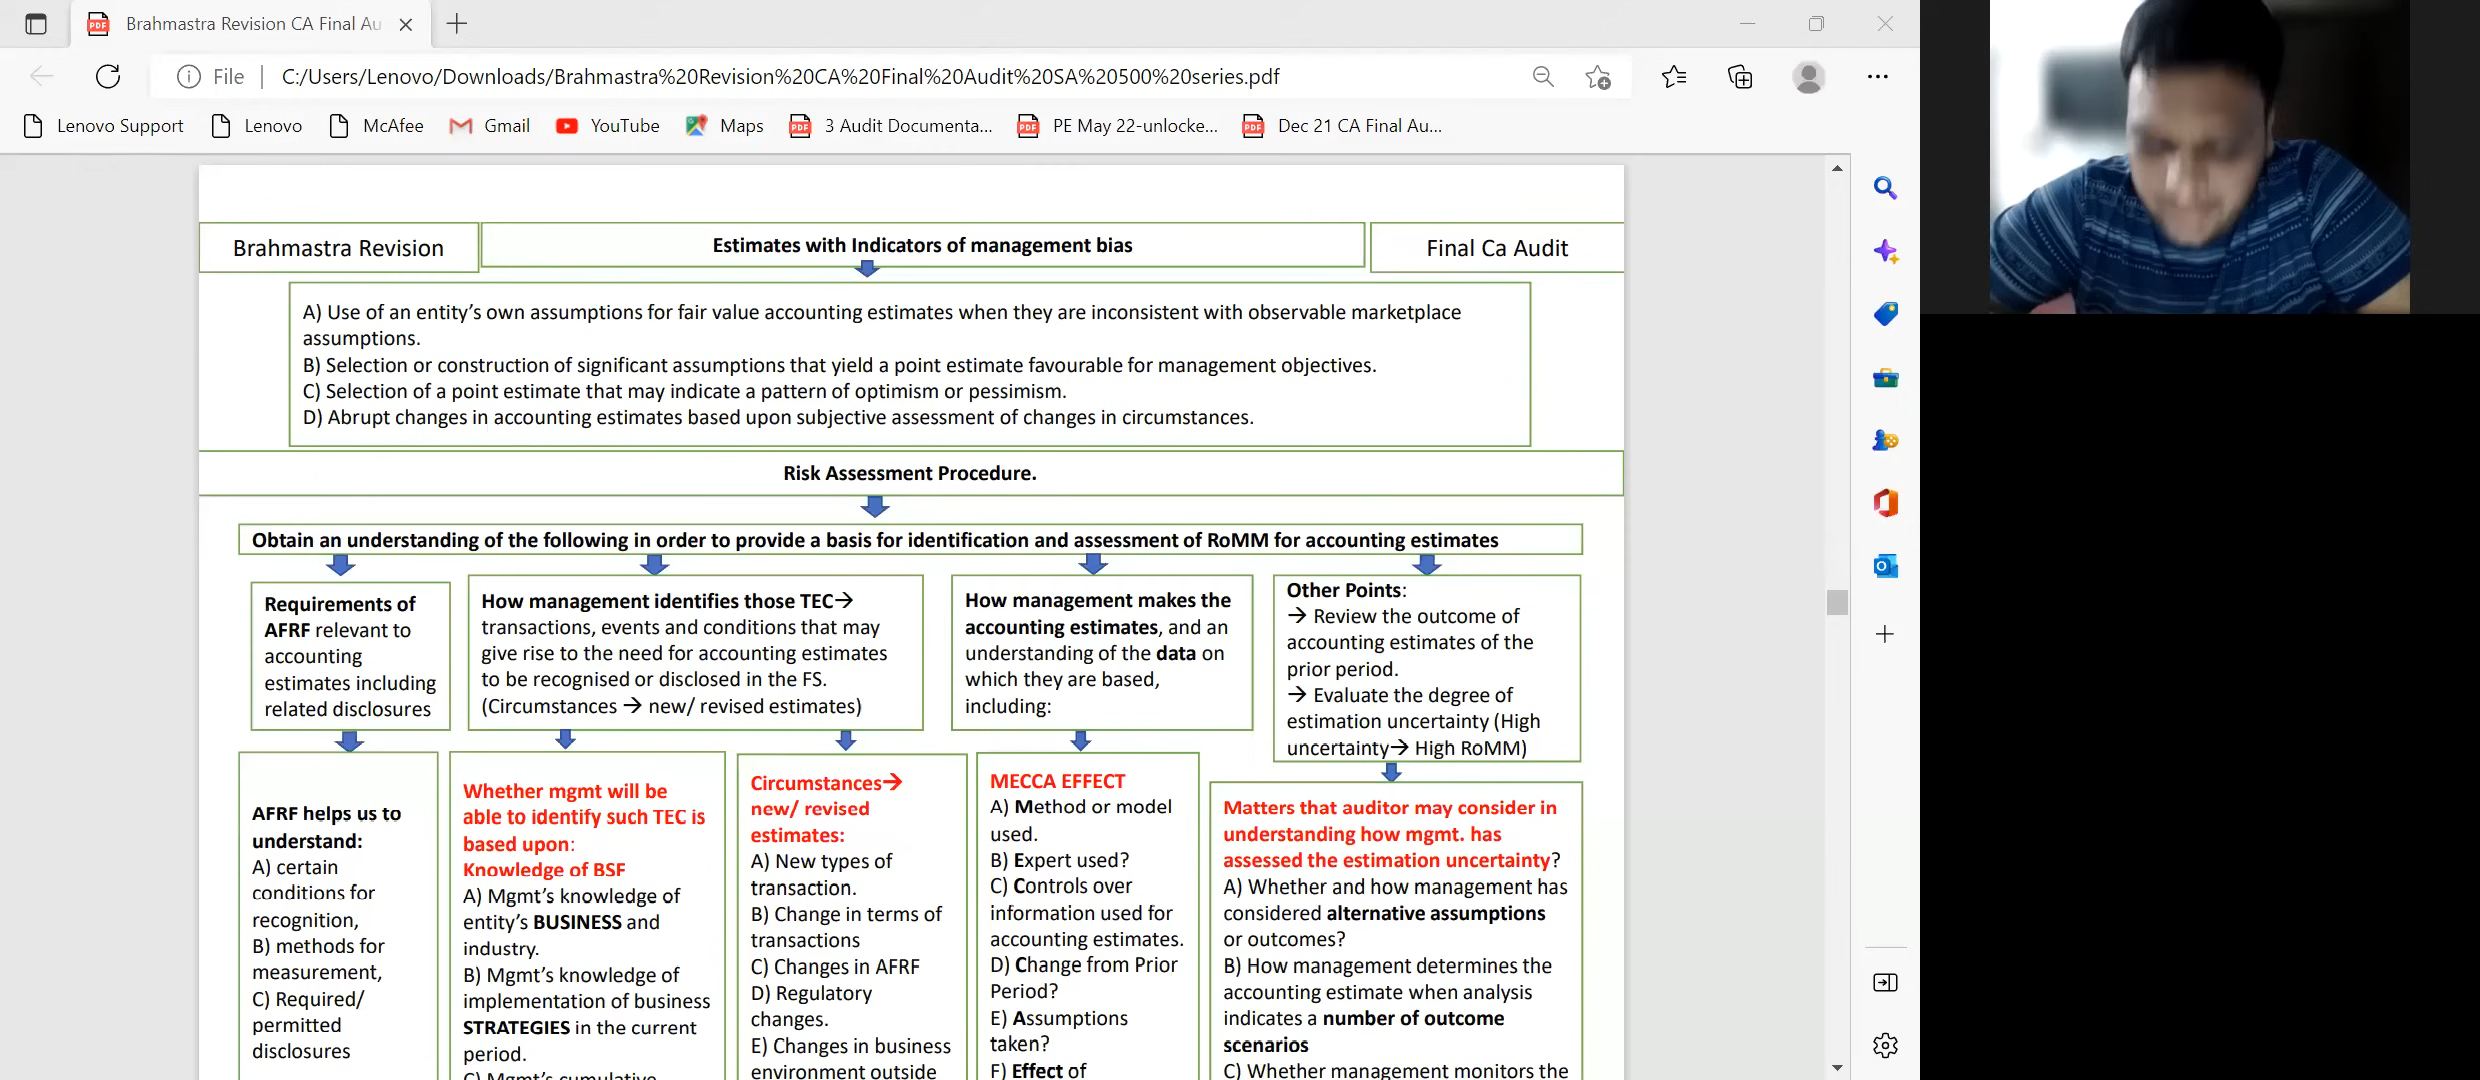 Brahmastra Revision CA Final Au
File
C:/Users/Lenovo/Downloads/Brahmastra%20Revision%20CA%20Final%20Audit%20SA%20500%20series.pdf
Lenovo Support
Lenovo
McAfee
Gmail
YouTube
Maps
3 Audit Documenta...
PE May 22-unlocke...
Dec 21 CA Final Au...
Brahmastra Revision
Estimates with Indicators of management bias
Final Ca Audit
A) Use of an entity’s own assumptions for fair value accounting estimates when they are inconsistent with observable marketplace
assumptions.
B) Selection or construction of significant assumptions that yield a point estimate favourable for management objectives.
C) Selection of a point estimate that may indicate a pattern of optimism or pessimism.
D) Abrupt changes in accounting estimates based upon subjective assessment of changes in circumstances.
Risk Assessment Procedure.
Obtain an understanding of the following in order to provide a basis for identification and assessment of RoMM for accounting estimates
Requirements of
AFRF relevant to
accounting
estimates including
related disclosures
How management identifies those TEC→
transactions, events and conditions that may
give rise to the need for accounting estimates
to be recognised or disclosed in the FS.
(Circumstances → new/ revised estimates)
How management makes the
accounting estimates, and an
understanding of the data on
which they are based,
including:
Other Points:
→ Review the outcome of
accounting estimates of the
prior period.
→ Evaluate the degree of
estimation uncertainty (High
uncertainty→ High RoMM)
AFRF helps us to
understand:
A) certain
conditions for
recognition,
B) methods for
measurement,
C) Required/
permitted
disclosures
Whether mgmt will be
able to identify such TEC is
based upon:
Knowledge of BSF
A) Mgmt’s knowledge of
entity’s BUSINESS and
industry.
B) Mgmt’s knowledge of
implementation of business
STRATEGIES in the current
period.
C) Mgmt’s cumulative
Circumstances→
new/ revised
estimates:
A) New types of
transaction.
B) Change in terms of
transactions
C) Changes in AFRF
D) Regulatory
changes.
E) Changes in business
environment outside
MECCA EFFECT
A) Method or model
used.
B) Expert used?
C) Controls over
information used for
accounting estimates.
D) Change from Prior
Period?
E) Assumptions
taken?
F) Effect of
Matters that auditor may consider in
understanding how mgmt. has
assessed the estimation uncertainty?
A) Whether and how management has
considered alternative assumptions
or outcomes?
B) How management determines the
accounting estimate when analysis
indicates a number of outcome
scenarios
C) Whether management monitors the